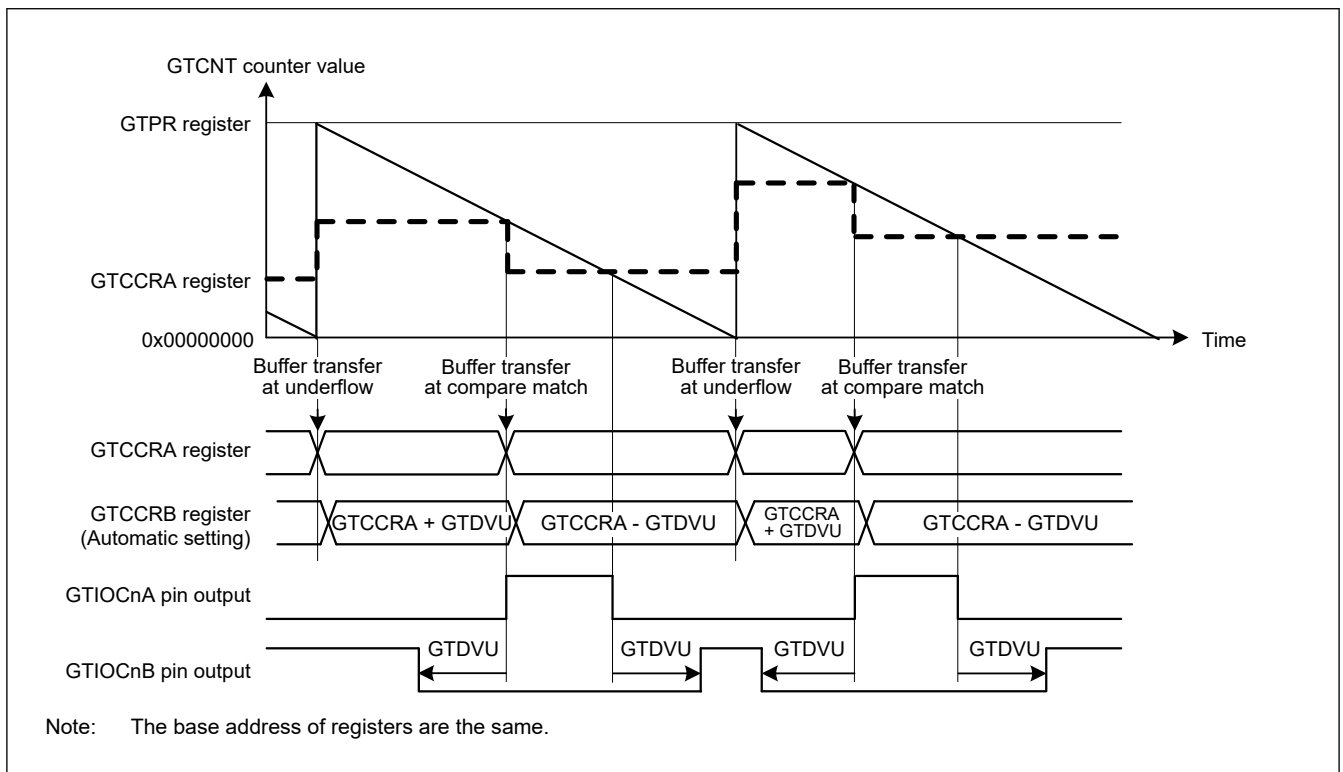 GTCNT counter value
GTPR register
GTCCRA register
0x00000000
Time
Buffer transfer
at underflow
Buffer transfer
at compare match
Buffer transfer
at underflow
Buffer transfer
at compare match
GTCCRA register
GTCCRB register
(Automatic setting)
GTCCRA + GTDVU
GTCCRA - GTDVU
GTCCRA
+ GTDVU
GTCCRA - GTDVU
GTIOCnA pin output
GTIOCnB pin output
GTDVU
GTDVU
GTDVU
GTDVU
Note: The base address of registers are the same.